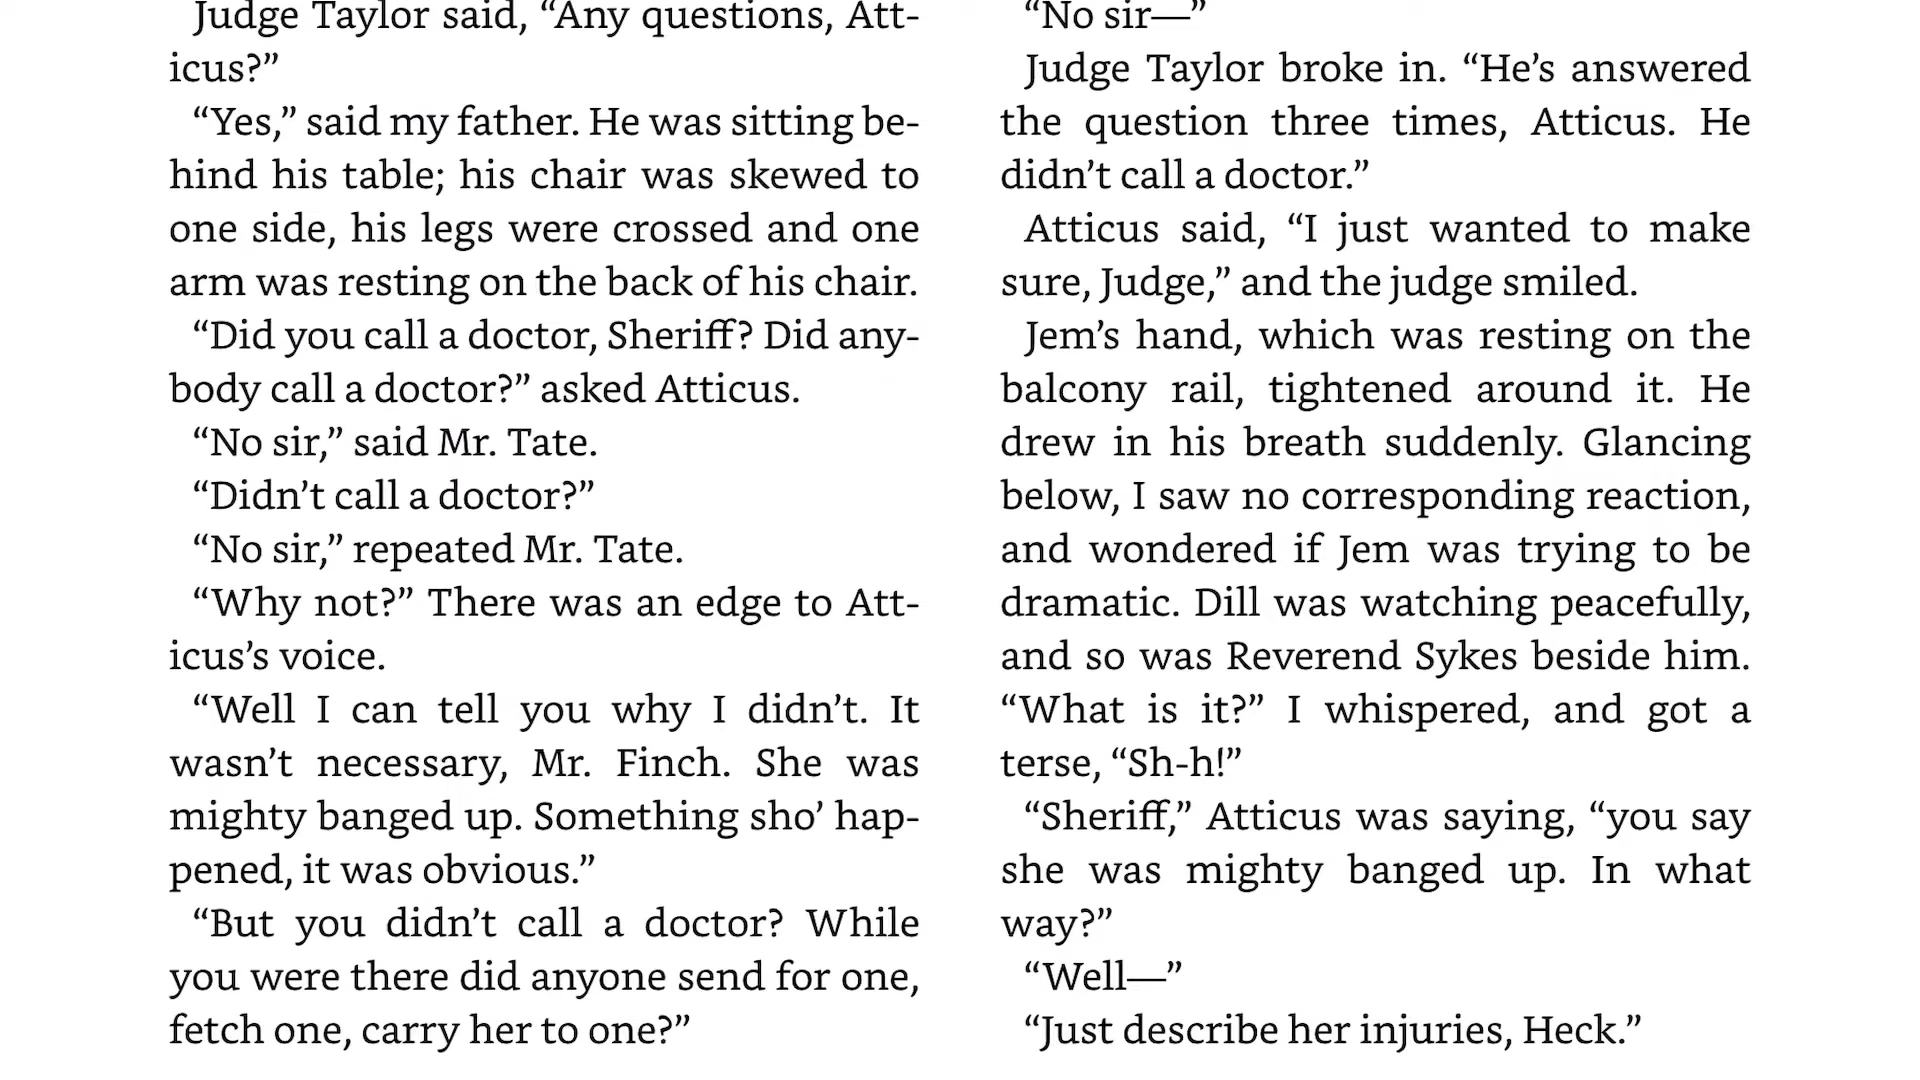 Judge Taylor said, “Any questions, Att-
icus?”
“Yes,” said my father. He was sitting be-
hind his table; his chair was skewed to
one side, his legs were crossed and one
arm was resting on the back of his chair.
“Did you call a doctor, Sheriff? Did any-
body call a doctor?” asked Atticus.
“No sir,” said Mr. Tate.
“Didn’t call a doctor?”
“No sir,” repeated Mr. Tate.
“Why not?” There was an edge to Att-
icus’s voice.
“Well I can tell you why I didn’t. It
wasn’t necessary, Mr. Finch. She was
mighty banged up. Something sho’ hap-
pened, it was obvious.”
“But you didn’t call a doctor? While
you were there did anyone send for one,
fetch one, carry her to one?”
“No sir—”
Judge Taylor broke in. “He’s answered
the question three times, Atticus. He
didn’t call a doctor.”
Atticus said, “I just wanted to make
sure, Judge,” and the judge smiled.
Jem’s hand, which was resting on the
balcony rail, tightened around it. He
drew in his breath suddenly. Glancing
below, I saw no corresponding reaction,
and wondered if Jem was trying to be
dramatic. Dill was watching peacefully,
and so was Reverend Sykes beside him.
“What is it?” I whispered, and got a
terse, “Sh-h!”
“Sheriff,” Atticus was saying, “you say
she was mighty banged up. In what
way?”
“Well—”
“Just describe her injuries, Heck.”